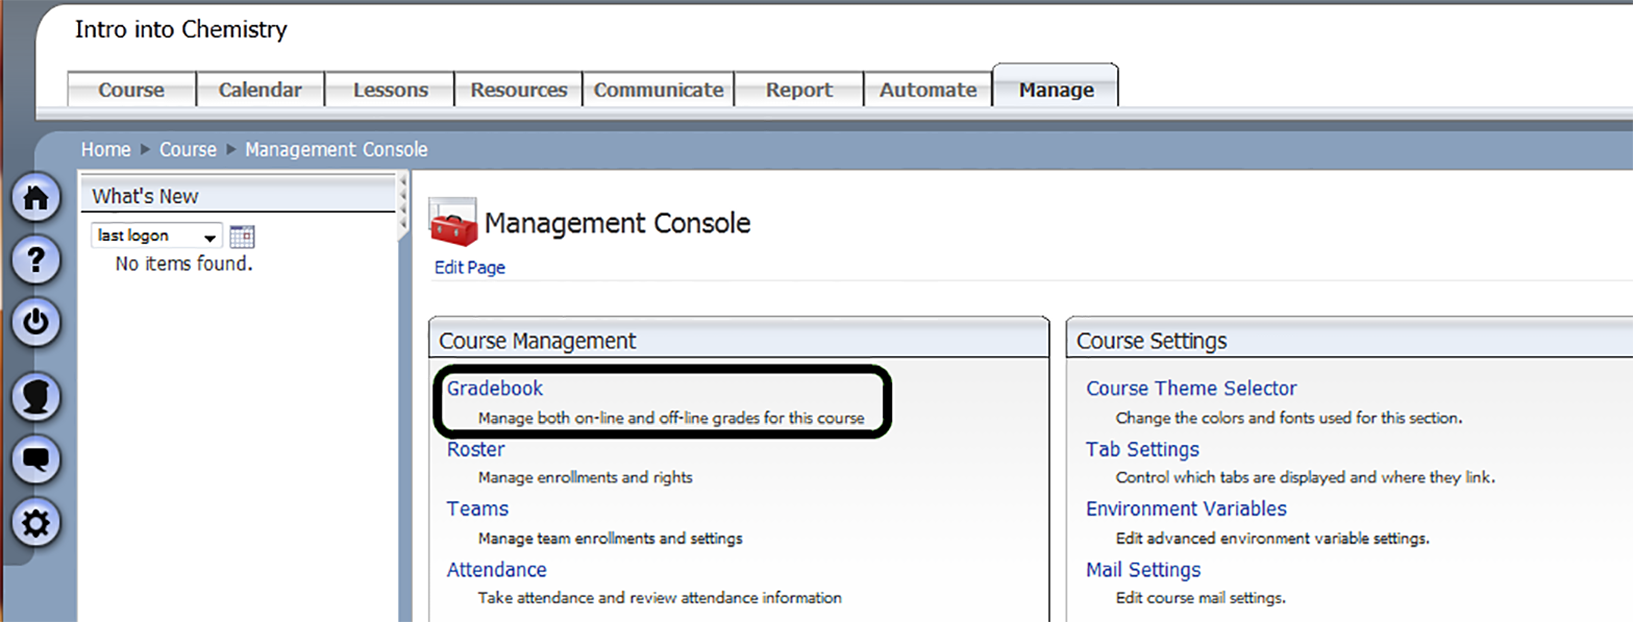 Intro into Chemistry
Course Calendar Lessons Resources Communicate Report Automate Manage
Home Course Management Console
What's New
last logon
No items found.
Management Console
Edit Page
Course Management
Gradebook
Manage both on-line and off-line grades for this course
Roster
Manage enrollments and rights
Teams
Manage team enrollments and settings
Attendance
Take attendance and review attendance information
Course Settings
Course Theme Selector
Change the colors and fonts used for this section.
Tab Settings
Control which tabs are displayed and where they link.
Environment Variables
Edit advanced environment variable settings.
Mail Settings
Edit course mail settings.